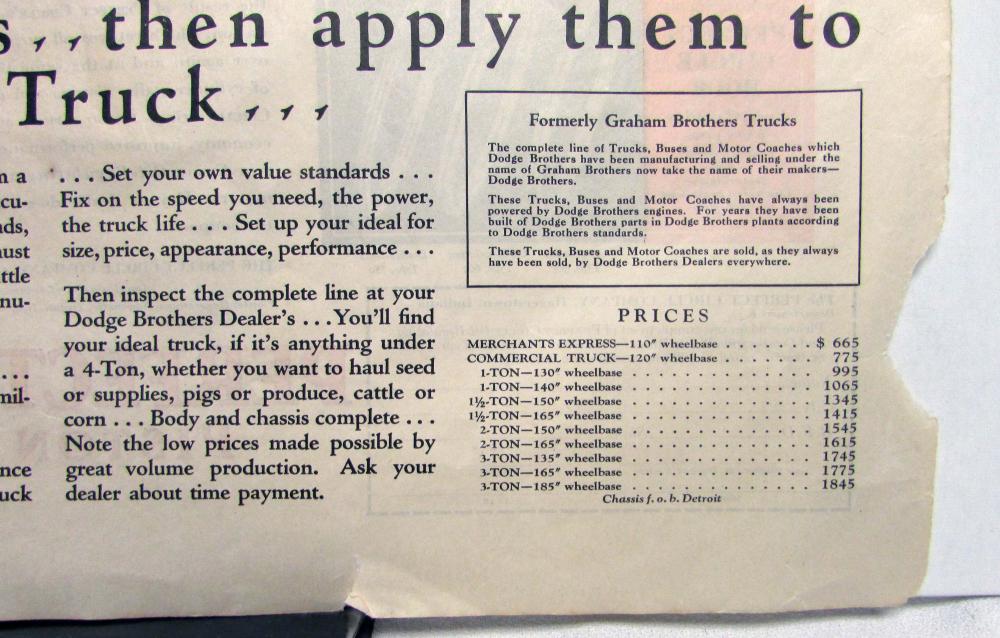 s,, then apply them to
Truck,,,
n a
cu-
ads,
ust
ttle
nu-
...
mil-
nce
uck
. . . Set your own value standards . . .
Fix on the speed you need, the power,
the truck life . . . Set up your ideal for
size, price, appearance, performance . . .
Then inspect the complete line at your
Dodge Brothers Dealer's . . . You'll find
your ideal truck, if it's anything under
a 4-Ton, whether you want to haul seed
or supplies, pigs or produce, cattle or
corn . . . Body and chassis complete . . .
Note the low prices made possible by
great volume production. Ask your
dealer about time payment.
Formerly Graham Brothers Trucks
The complete line of Trucks, Buses and Motor Coaches which
Dodge Brothers have been manufacturing and selling under the
name of Graham Brothers now take the name of their makers—
Dodge Brothers.
These Trucks, Buses and Motor Coaches have always been
powered by Dodge Brothers engines. For years they have been
built of Dodge Brothers parts in Dodge Brothers plants according
to Dodge Brothers standards.
These Trucks, Buses and Motor Coaches are sold, as they always
have been sold, by Dodge Brothers Dealers everywhere.
PRICES
MERCHANTS EXPRESS—110" wheelbase . . . . . . . $ 665
COMMERCIAL TRUCK—120" wheelbase . . . . . . . 775
1-TON—130" wheelbase . . . . . . . . . . . . . 995
1-TON—140" wheelbase . . . . . . . . . . . . . 1065
1½-TON—150" wheelbase . . . . . . . . . . . . . 1345
1½-TON—165" wheelbase . . . . . . . . . . . . . 1415
2-TON—150" wheelbase . . . . . . . . . . . . . 1545
2-TON—165" wheelbase . . . . . . . . . . . . . 1615
3-TON—135" wheelbase . . . . . . . . . . . . . 1745
3-TON—165" wheelbase . . . . . . . . . . . . . 1775
3-TON—185" wheelbase . . . . . . . . . . . . . 1845
Chassis f. o. b. Detroit